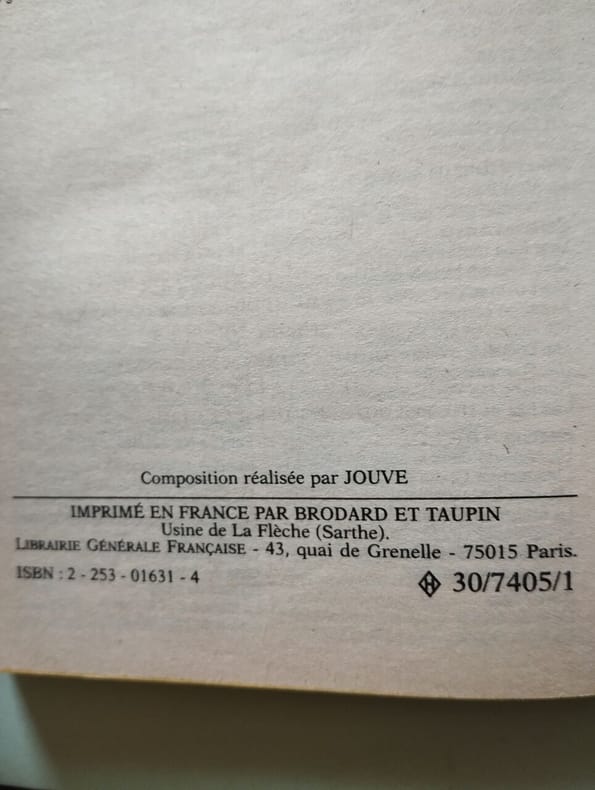 Composition réalisée par JOUVE
IMPRIMÉ EN FRANCE PAR BRODARD ET TAUPIN
Usine de La Flèche (Sarthe).
LIBRAIRIE GÉNÉRALE FRANÇAISE - 43, quai de Grenelle - 75015 Paris.
ISBN : 2 - 253 - 01631 - 4 30/7405/1